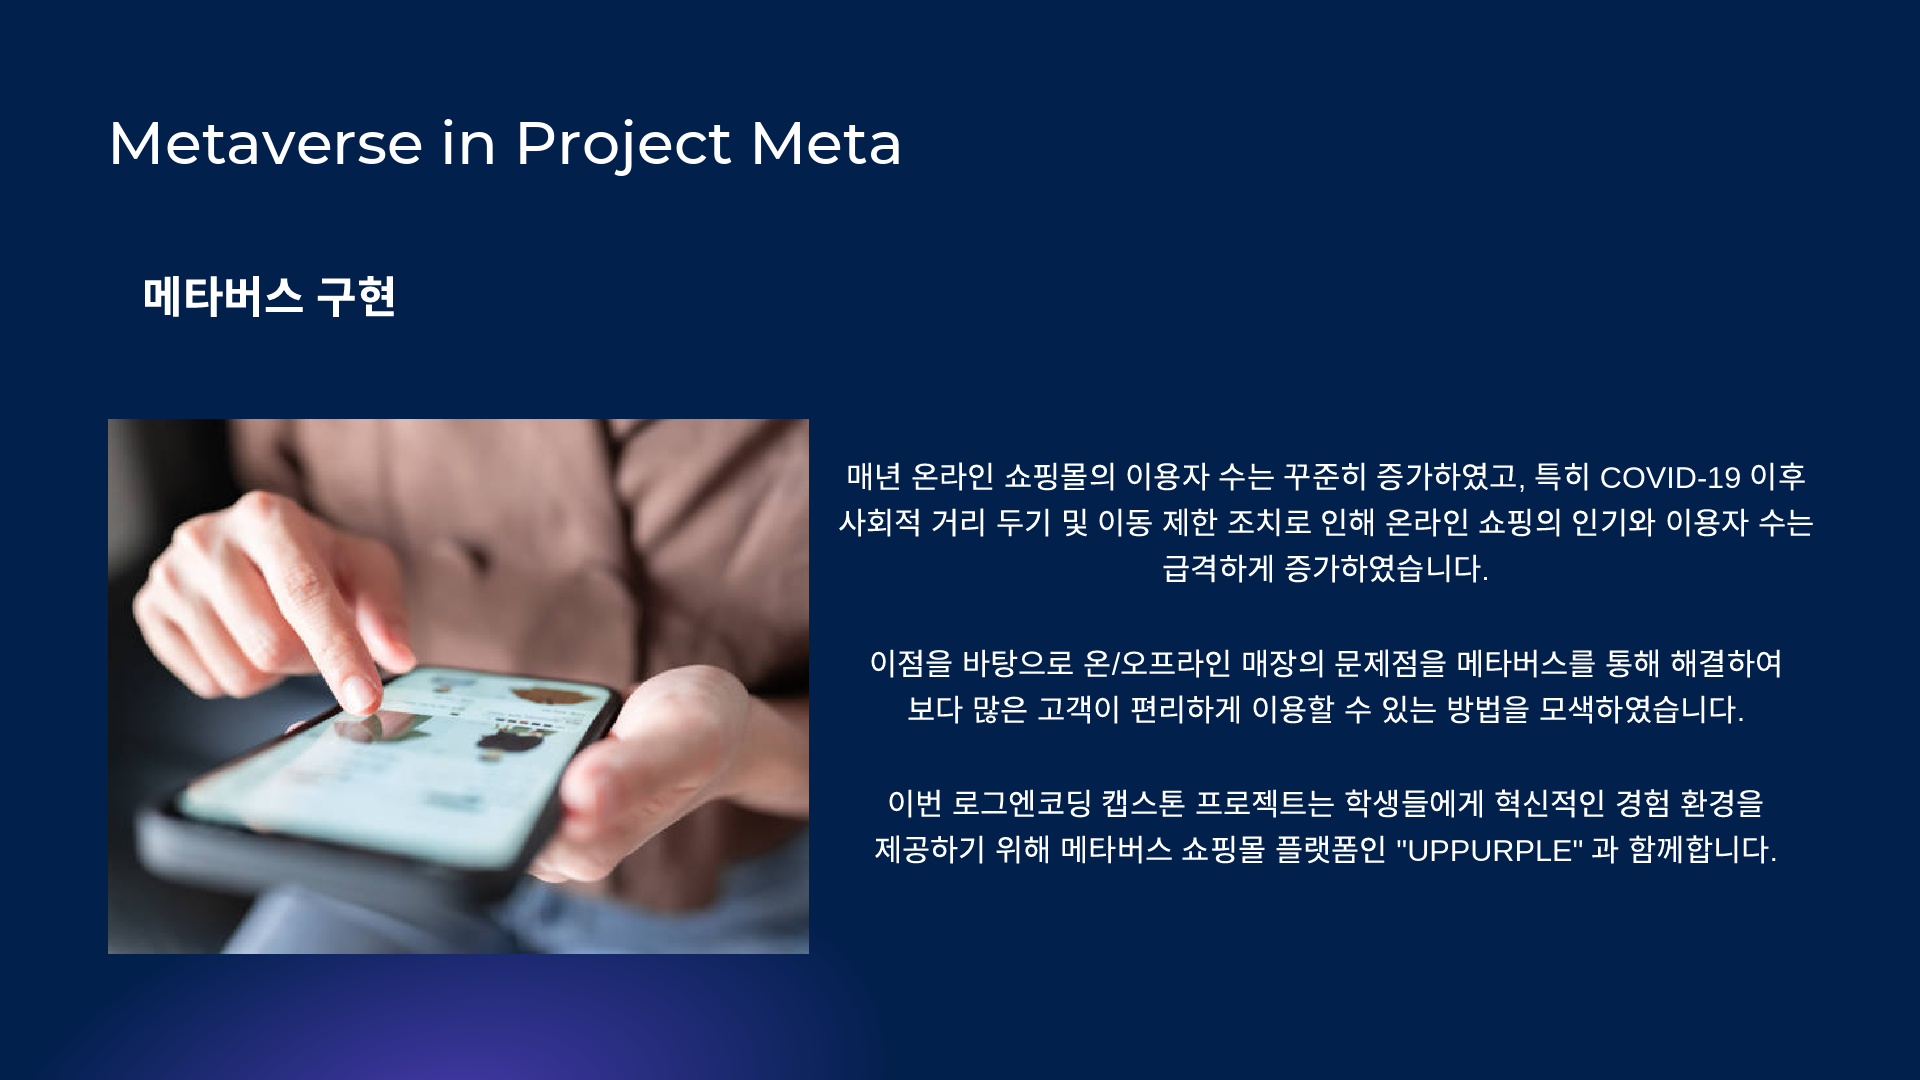 Metaverse in Project Meta
메타버스 구현
매년 온라인 쇼핑몰의 이용자 수는 꾸준히 증가하였고, 특히 COVID-19 이후
사회적 거리 두기 및 이동 제한 조치로 인해 온라인 쇼핑의 인기와 이용자 수는
급격하게 증가하였습니다.
이점을 바탕으로 온/오프라인 매장의 문제점을 메타버스를 통해 해결하여
보다 많은 고객이 편리하게 이용할 수 있는 방법을 모색하였습니다.
이번 로그엔코딩 캡스톤 프로젝트는 학생들에게 혁신적인 경험 환경을
제공하기 위해 메타버스 쇼핑몰 플랫폼인 "UPPURPLE" 과 함께합니다.